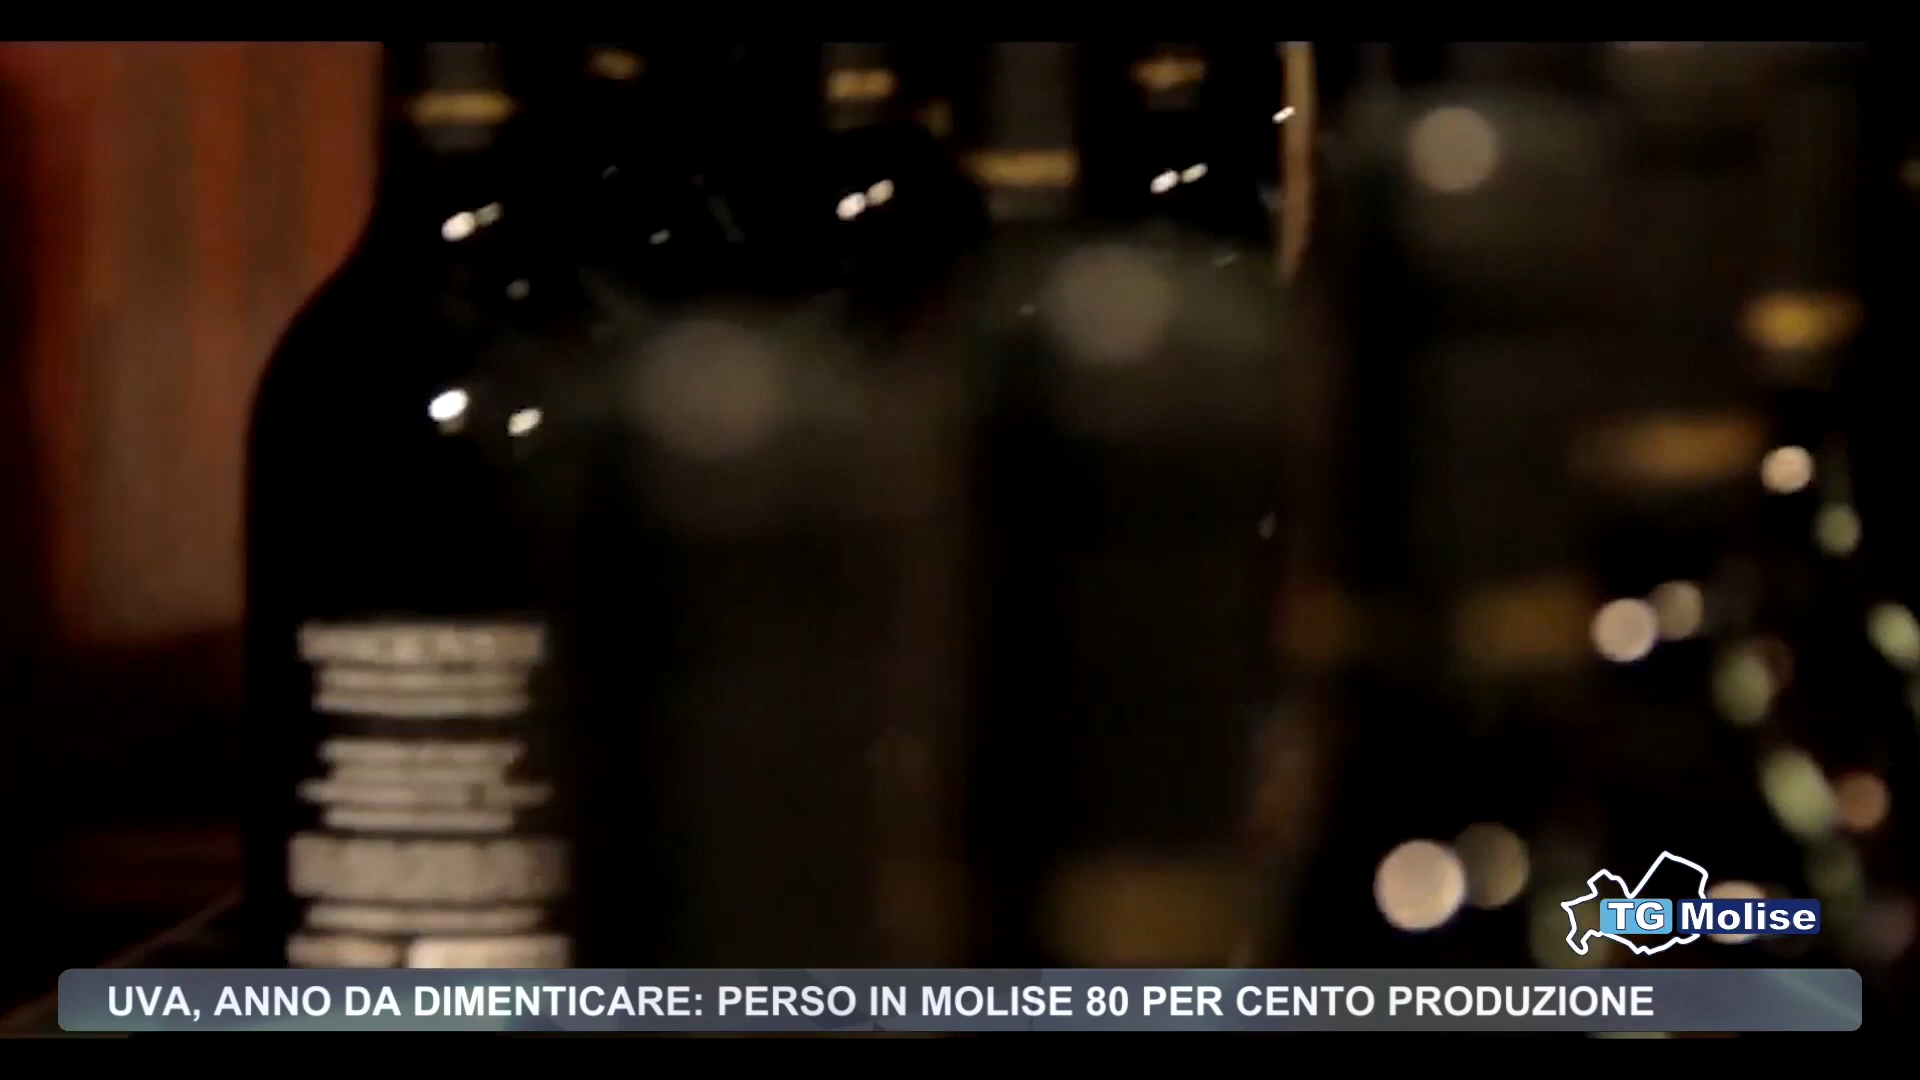 TG Molise
UVA, ANNO DA DIMENTICARE: PERSO IN MOLISE 80 PER CENTO PRODUZIONE